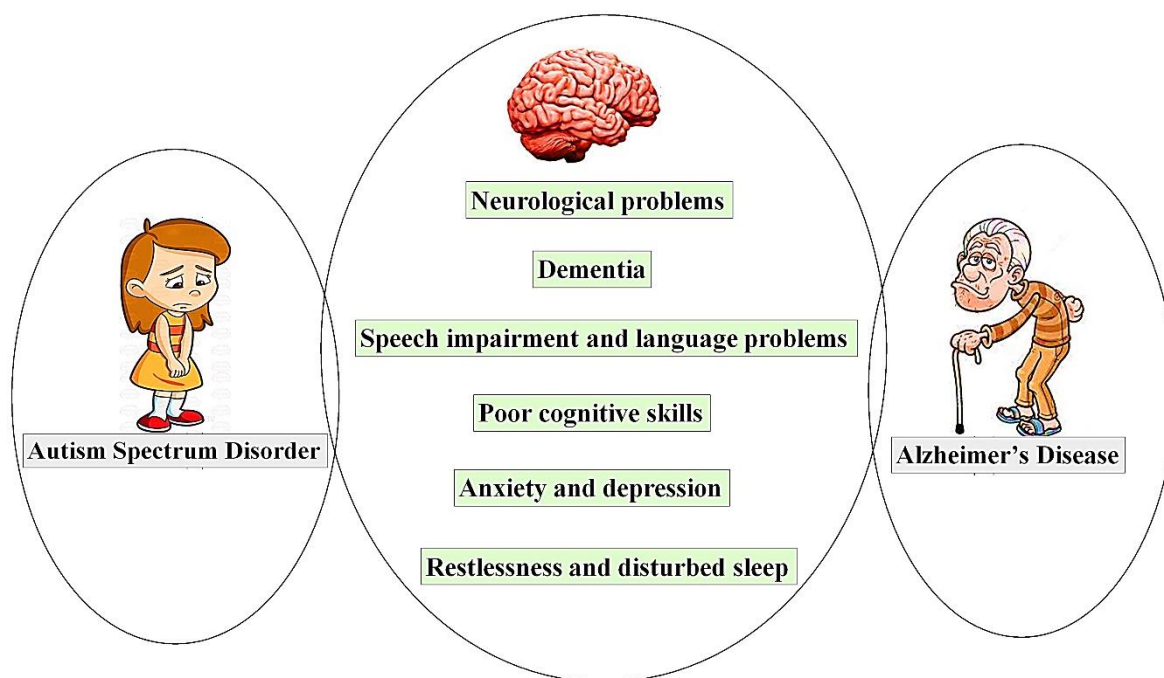 Neurological problems
Dementia
Speech impairment and language problems
Poor cognitive skills
Autism Spectrum Disorder
Alzheimer’s Disease
Anxiety and depression
Restlessness and disturbed sleep